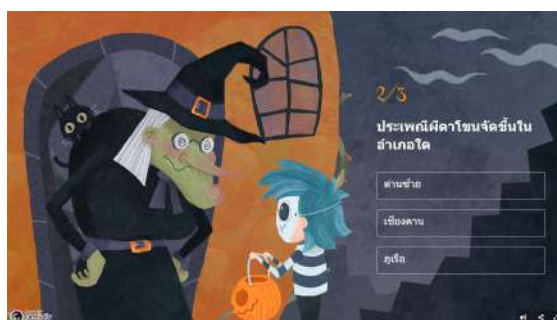 2/3
ประเพณีผีตาโขนจัดขึ้นใน
อำเภอใด
ด่านซ้าย
เชียงคาน
ภูเรือ